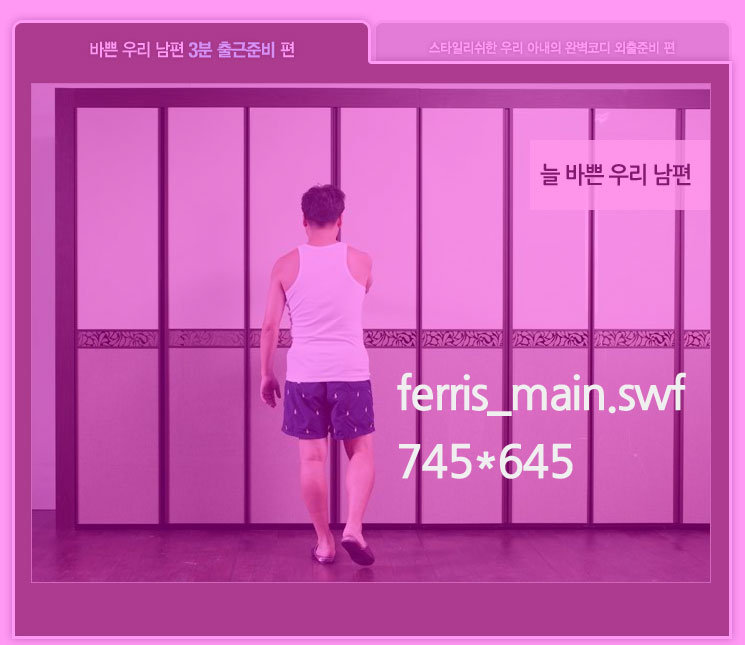 바쁜 우리 남편 3분 출근준비 편
스타일리쉬한 우리 아내의 완벽코디 외출준비 편
늘 바쁜 우리 남편
ferris_main.swf
745*645